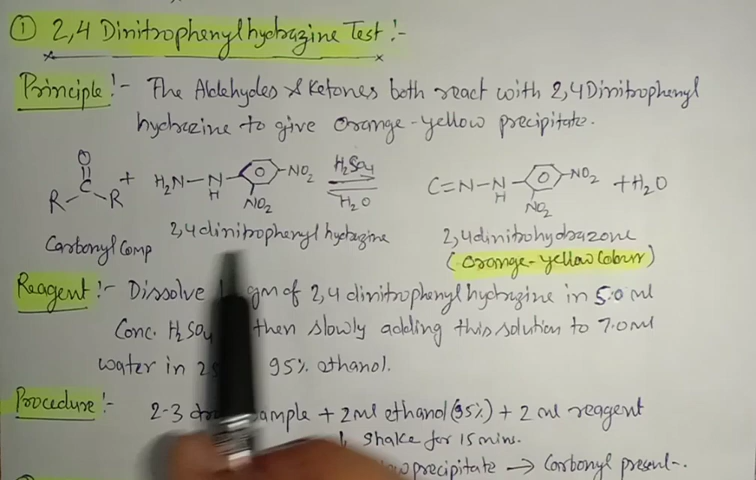 ① 2,4 Dinitrophenylhydrazine Test :-
Principle :- The Aldehydes & Ketones both react with 2,4 Dinitrophenyl
hydrazine to give orange-yellow precipitate.
O
C
R R + H₂N-N-H NO₂ NO₂ H₂SO₄ H₂O C=N-N-H NO₂ NO₂ + H₂O
Carbonyl Comp 2,4 dinitrophenyl hydrazine 2,4 dinitrohydrazone
(orange-yellow Colour)
Reagent :- Dissolve gm of 2,4 dinitrophenyl hydrazine in 5.0 ml
Conc. H₂SO₄ then slowly adding this solution to 7.0 ml
water in 95% ethanol.
Procedure :- 2-3 sample + 2ml ethanol (95%) + 2 ml reagent
shake for 15 mins.
precipitate → Carbonyl present-.